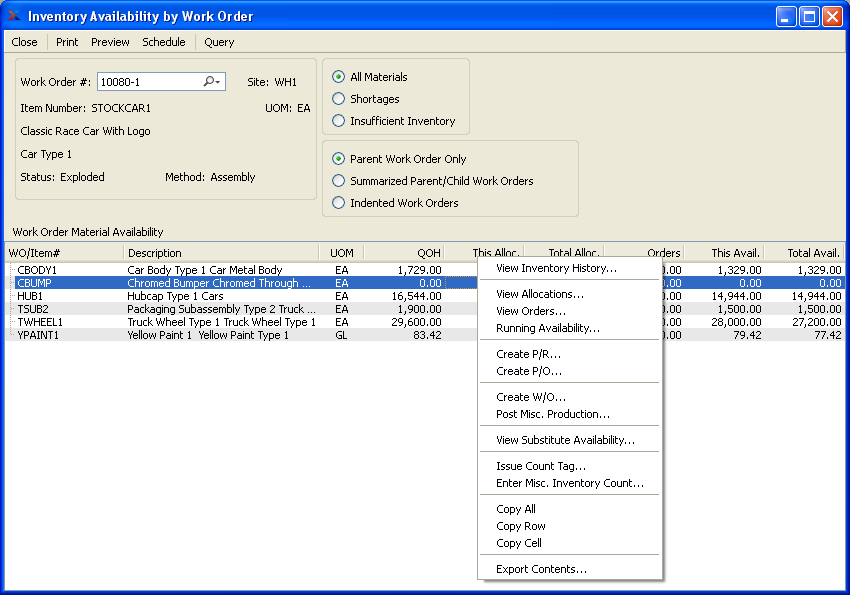 Inventory Availability by Work Order
Close Print Preview Schedule Query
Work Order #: 10080-1 Site: WH1
Item Number: STOCKCAR1 UOM: EA
Classic Race Car With Logo
Car Type 1
Status: Exploded Method: Assembly
All Materials
Shortages
Insufficient Inventory
Parent Work Order Only
Summarized Parent/Child Work Orders
Indented Work Orders
Work Order Material Availability
WO/Item# Description UOM QOH This Alloc. Total Alloc. Orders This Avail. Total Avail.
CBODY1 Car Body Type 1 Car Metal Body EA 1,729.00 .00 1,329.00 1,329.00
CBUMP Chromed Bumper Chromed Through ... EA 0.00 .00 0.00 0.00
HUB1 Hubcap Type 1 Cars EA 16,544.00 .00 14,944.00 14,944.00
TSUB2 Packaging Subassembly Type 2 Truck ... EA 1,900.00 .00 1,500.00 1,500.00
TWHEEL1 Truck Wheel Type 1 Truck Wheel Type 1 EA 29,600.00 .00 28,000.00 27,200.00
YPAINT1 Yellow Paint 1 Yellow Paint Type 1 GL 83.42 .00 79.42 77.42
View Inventory History...
View Allocations...
View Orders...
Running Availability...
Create P/R...
Create P/O...
Create W/O...
Post Misc. Production...
View Substitute Availability...
Issue Count Tag...
Enter Misc. Inventory Count...
Copy All
Copy Row
Copy Cell
Export Contents...